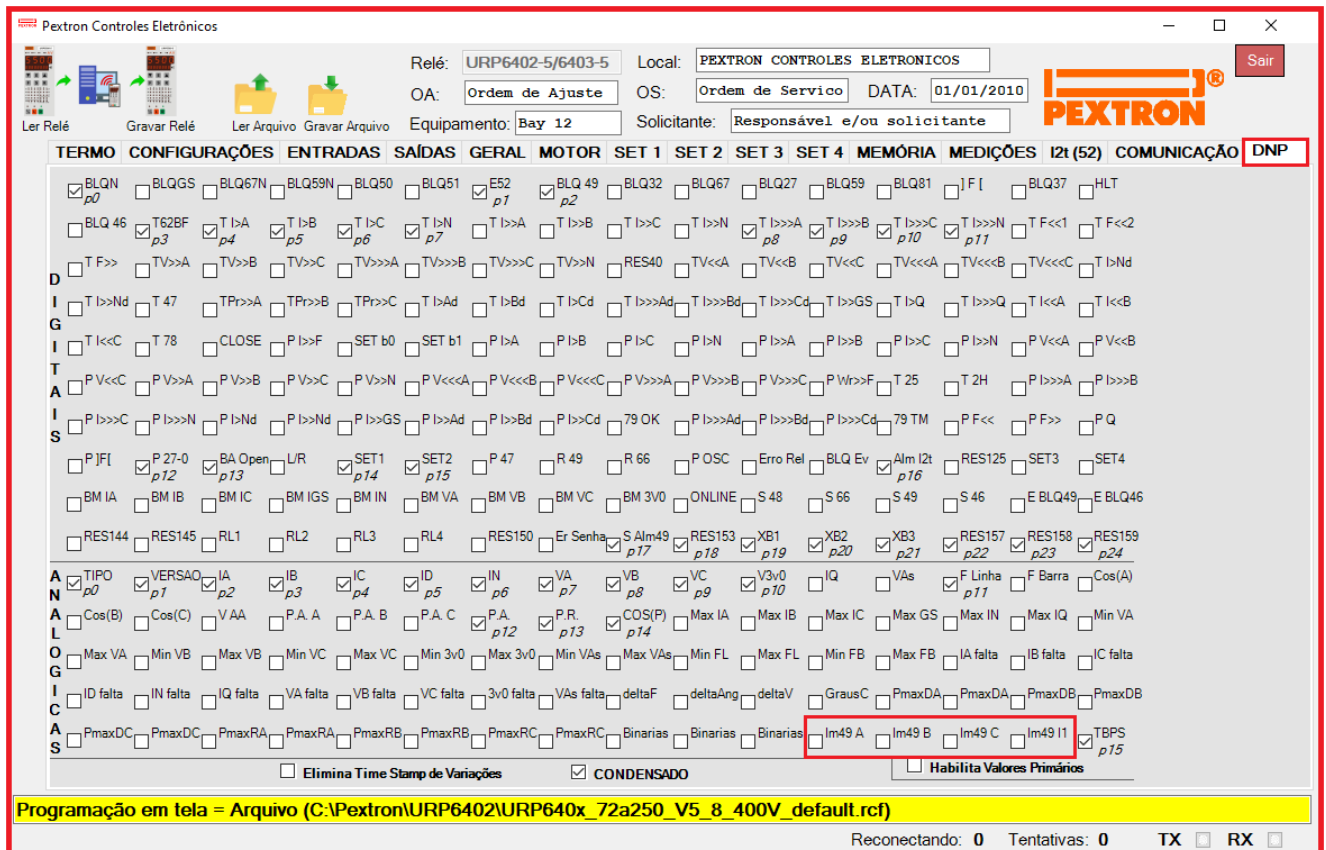 Pextron Controles Eletrônicos
Relé: URP6402-5/6403-5 Local: PEXTRON CONTROLES ELETRONICOS Sair
OA: Ordem de Ajuste OS: Ordem de Servico DATA: 01/01/2010
Ler Relé Gravar Relé Ler Arquivo Gravar Arquivo Equipamento: Bay 12 Solicitante: Responsável e/ou solicitante PEXTRON®
TERMO CONFIGURAÇÕES ENTRADAS SAÍDAS GERAL MOTOR SET 1 SET 2 SET 3 SET 4 MEMÓRIA MEDIÇÕES I2t (52) COMUNICAÇÃO DNP
DIGITAIS
BLQN BLQGS BLQ67N BLQ59N BLQ50 BLQ51 E52 BLQ 49 BLQ32 BLQ67 BLQ27 BLQ59 BLQ81 ] F [ BLQ37 HLT
p0 p1 p2
BLQ 46 T62BF T I>A T I>B T I>C T I>N T I>>A T I>>B T I>>C T I>>N T I>>>A T I>>>B T I>>>C T I>>>N T F<<1 T F<<2
p3 p4 p5 p6 p7 p8 p9 p10 p11
T F>> TV>>A TV>>B TV>>C TV>>>A TV>>>B TV>>>C TV>>N RES40 TV<<A TV<<B TV<<C TV<<<A TV<<<B TV<<<C T I>Nd
T I>>Nd T 47 TPr>>A TPr>>B TPr>>C T I>Ad T I>Bd T I>Cd T I>>>Ad T I>>>Bd T I>>>Cd T I>>GS T I>Q T I>>>Q T I<<A T I<<B
T I<<C T 78 CLOSE P I>>F SET b0 SET b1 P I>A P I>B P I>C P I>N P I>>A P I>>B P I>>C P I>>N P V<<A P V<<B
P V<<C P V>>A P V>>B P V>>C P V>>N P V<<<A P V<<<B P V<<<C P V>>>A P V>>>B P V>>>C P Wr>>F T 25 T 2H P I>>>A P I>>>B
P I>>>C P I>>>N P I>Nd P I>>Nd P I>>GS P I>>Ad P I>>Bd P I>>Cd 79 OK P I>>>Ad P I>>>Bd P I>>>Cd 79 TM P F<< P F>> P Q
P ]F[ P 27-0 BA Open L/R SET1 SET2 P 47 R 49 R 66 P OSC Erro Rel BLQ Ev Alm I2t RES125 SET3 SET4
p12 p13 p14 p15 p16
BM IA BM IB BM IC BM IGS BM IN BM VA BM VB BM VC BM 3V0 ONLINE S 48 S 66 S 49 S 46 E BLQ49 E BLQ46
RES144 RES145 RL1 RL2 RL3 RL4 RES150 Er Senha S Alm49 RES153 XB1 XB2 XB3 RES157 RES158 RES159
p17 p18 p19 p20 p21 p22 p23 p24
ANALOGICAS
TIPO VERSAO IA IB IC ID IN VA VB VC V3v0 IQ VAs F Linha F Barra Cos(A)
p0 p1 p2 p3 p4 p5 p6 p7 p8 p9 p10 p11
Cos(B) Cos(C) V AA P.A. A P.A. B P.A. C P.A. P.R. COS(P) Max IA Max IB Max IC Max GS Max IN Max IQ Min VA
p12 p13 p14
Max VA Min VB Max VB Min VC Max VC Min 3v0 Max 3v0 Min VAs Max VAs Min FL Max FL Min FB Max FB IA falta IB falta IC falta
ID falta IN falta IQ falta VA falta VB falta VC falta 3v0 falta VAs falta deltaF deltaAng deltaV GrausC PmaxDA PmaxDA PmaxDB PmaxDB
PmaxDC PmaxDC PmaxRA PmaxRA PmaxRB PmaxRB PmaxRC PmaxRC Binarias Binarias Binarias Im49 A Im49 B Im49 C Im49 I1 TBPS
p15
Elimina Time Stamp de Variações CONDENSADO Habilita Valores Primários
Programação em tela = Arquivo (C:\Pextron\URP6402\URP640x_72a250_V5_8_400V_default.rcf)
Reconectando: 0 Tentativas: 0 TX RX